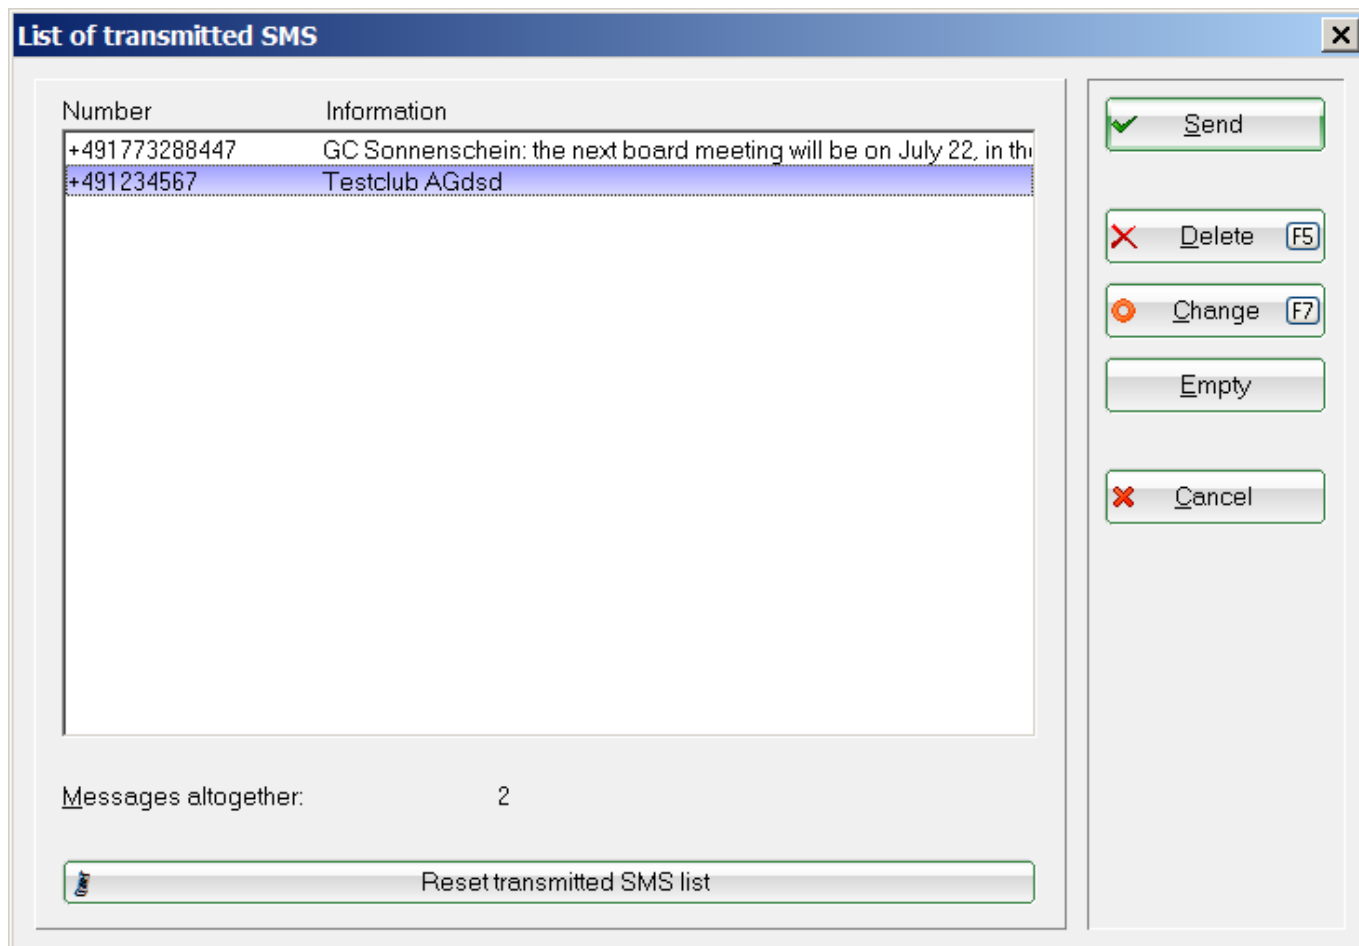 List of transmitted SMS
Number Information
+491773288447 GC Sonnenschein: the next board meeting will be on July 22, in
+491234567 Testclub AGdsd
Messages altogether: 2
Reset transmitted SMS list
Send
Delete F5
Change F7
Empty
Cancel